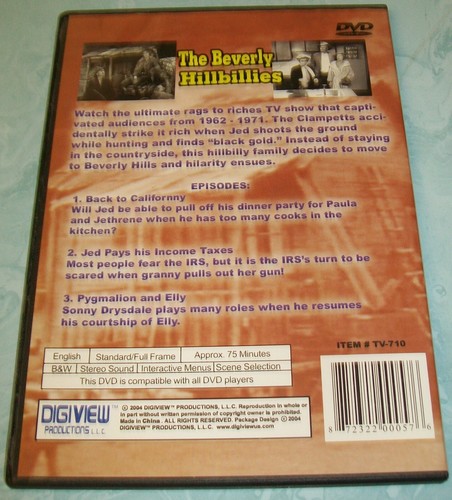 DVD
The Beverly
Hillbillies
Watch the ultimate rags to riches TV show that capti-
vated audiences from 1962 - 1971. The Clampetts acci-
dentally strike it rich when Jed shoots the ground
while hunting and finds "black gold." Instead of staying
in the countryside, this hillbilly family decides to move
to Beverly Hills and hilarity ensues.
EPISODES:
1. Back to Californny
Will Jed be able to pull off his dinner party for Paula
and Jethrene when he has too many cooks in the
kitchen?
2. Jed Pays his Income Taxes
Most people fear the IRS, but it is the IRS's turn to be
scared when granny pulls out her gun!
3. Pygmalion and Elly
Sonny Drysdale plays many roles when he resumes
his courtship of Elly.
ITEM # TV-710
English Standard/Full Frame Approx. 75 Minutes
B&W Stereo Sound Interactive Menus Scene Selection
This DVD is compatible with all DVD players
DIGIVIEW™
PRODUCTIONS L.L.C.
© 2004 DIGIVIEW™ PRODUCTIONS, L.L.C. Reproduction in whole or
in part without written permission of copyright owner is prohibited.
Made in China. ALL RIGHTS RESERVED. Package Design © 2004
DIGIVIEW™ PRODUCTIONS, L.L.C. www.digiviewus.com
8 72322 00057 6